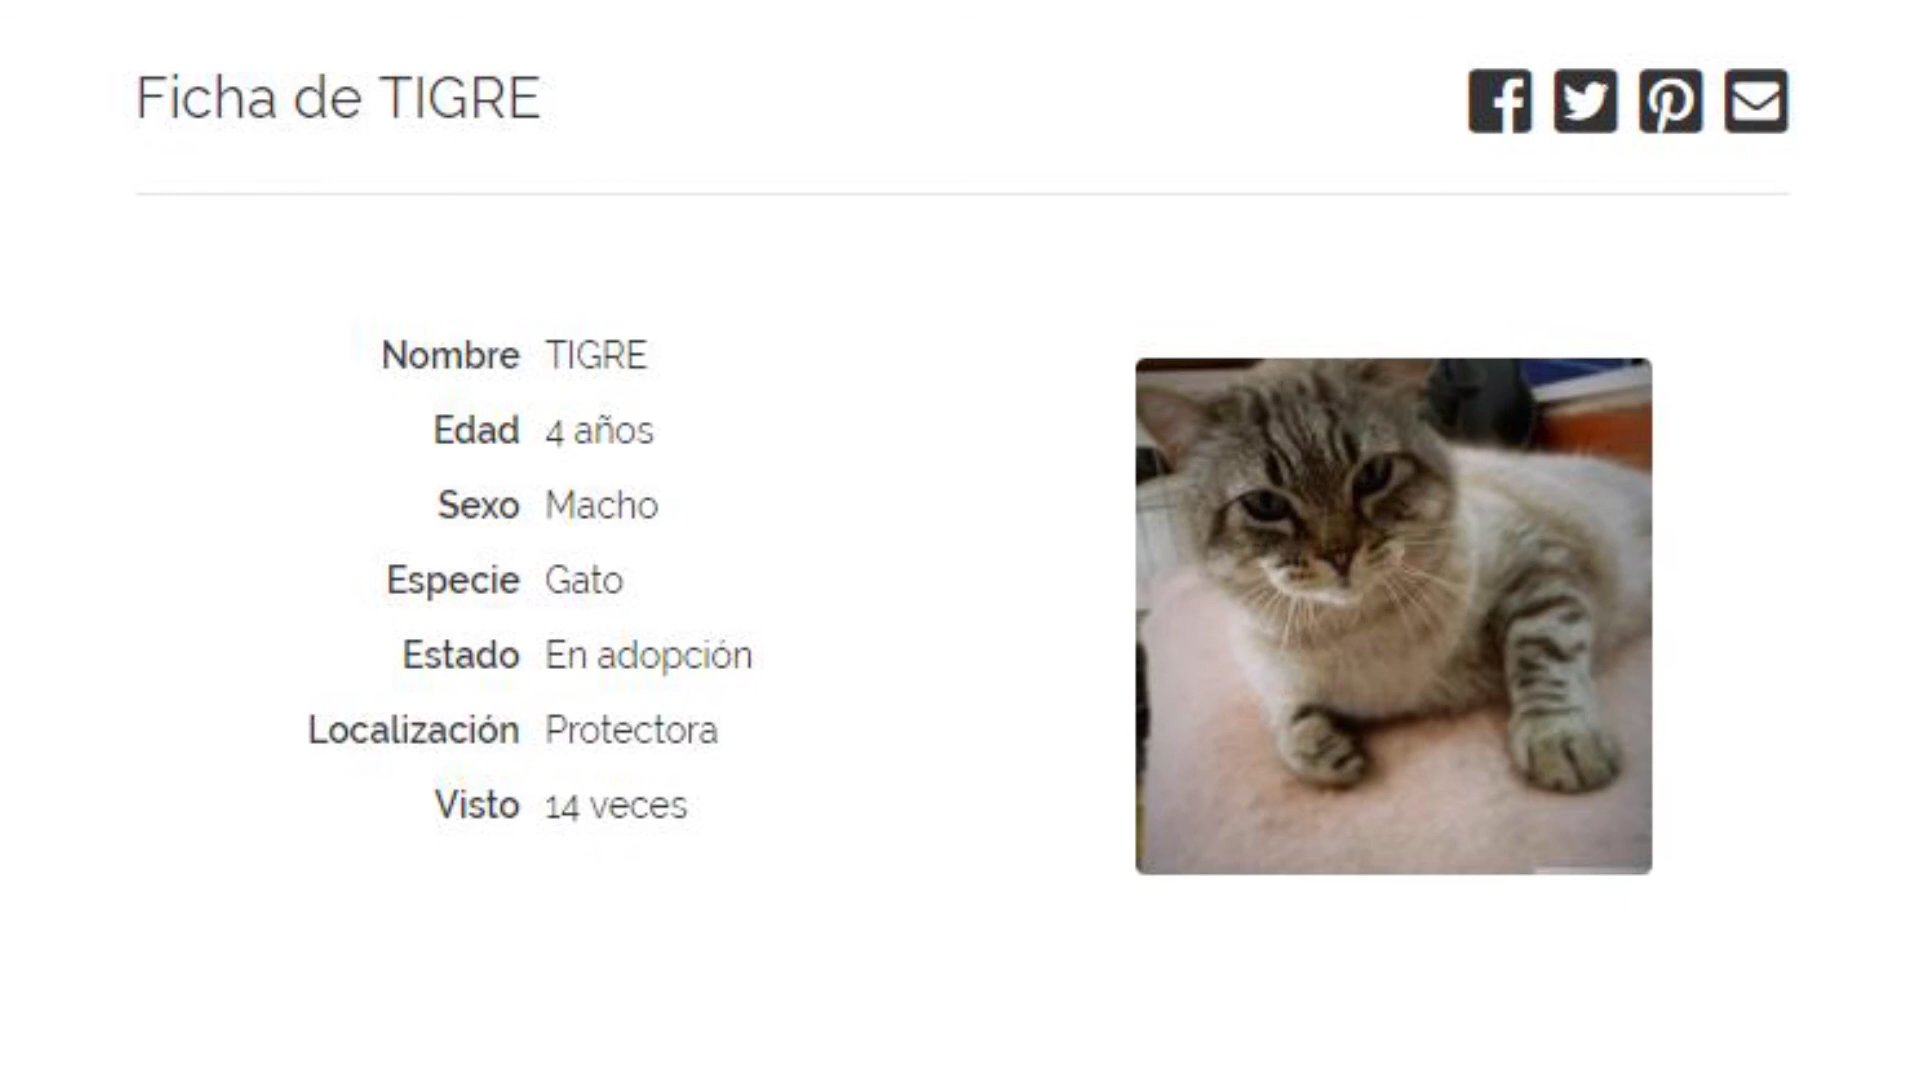 Ficha de TIGRE
Nombre TIGRE
Edad 4 años
Sexo Macho
Especie Gato
Estado En adopción
Localización Protectora
Visto 14 veces